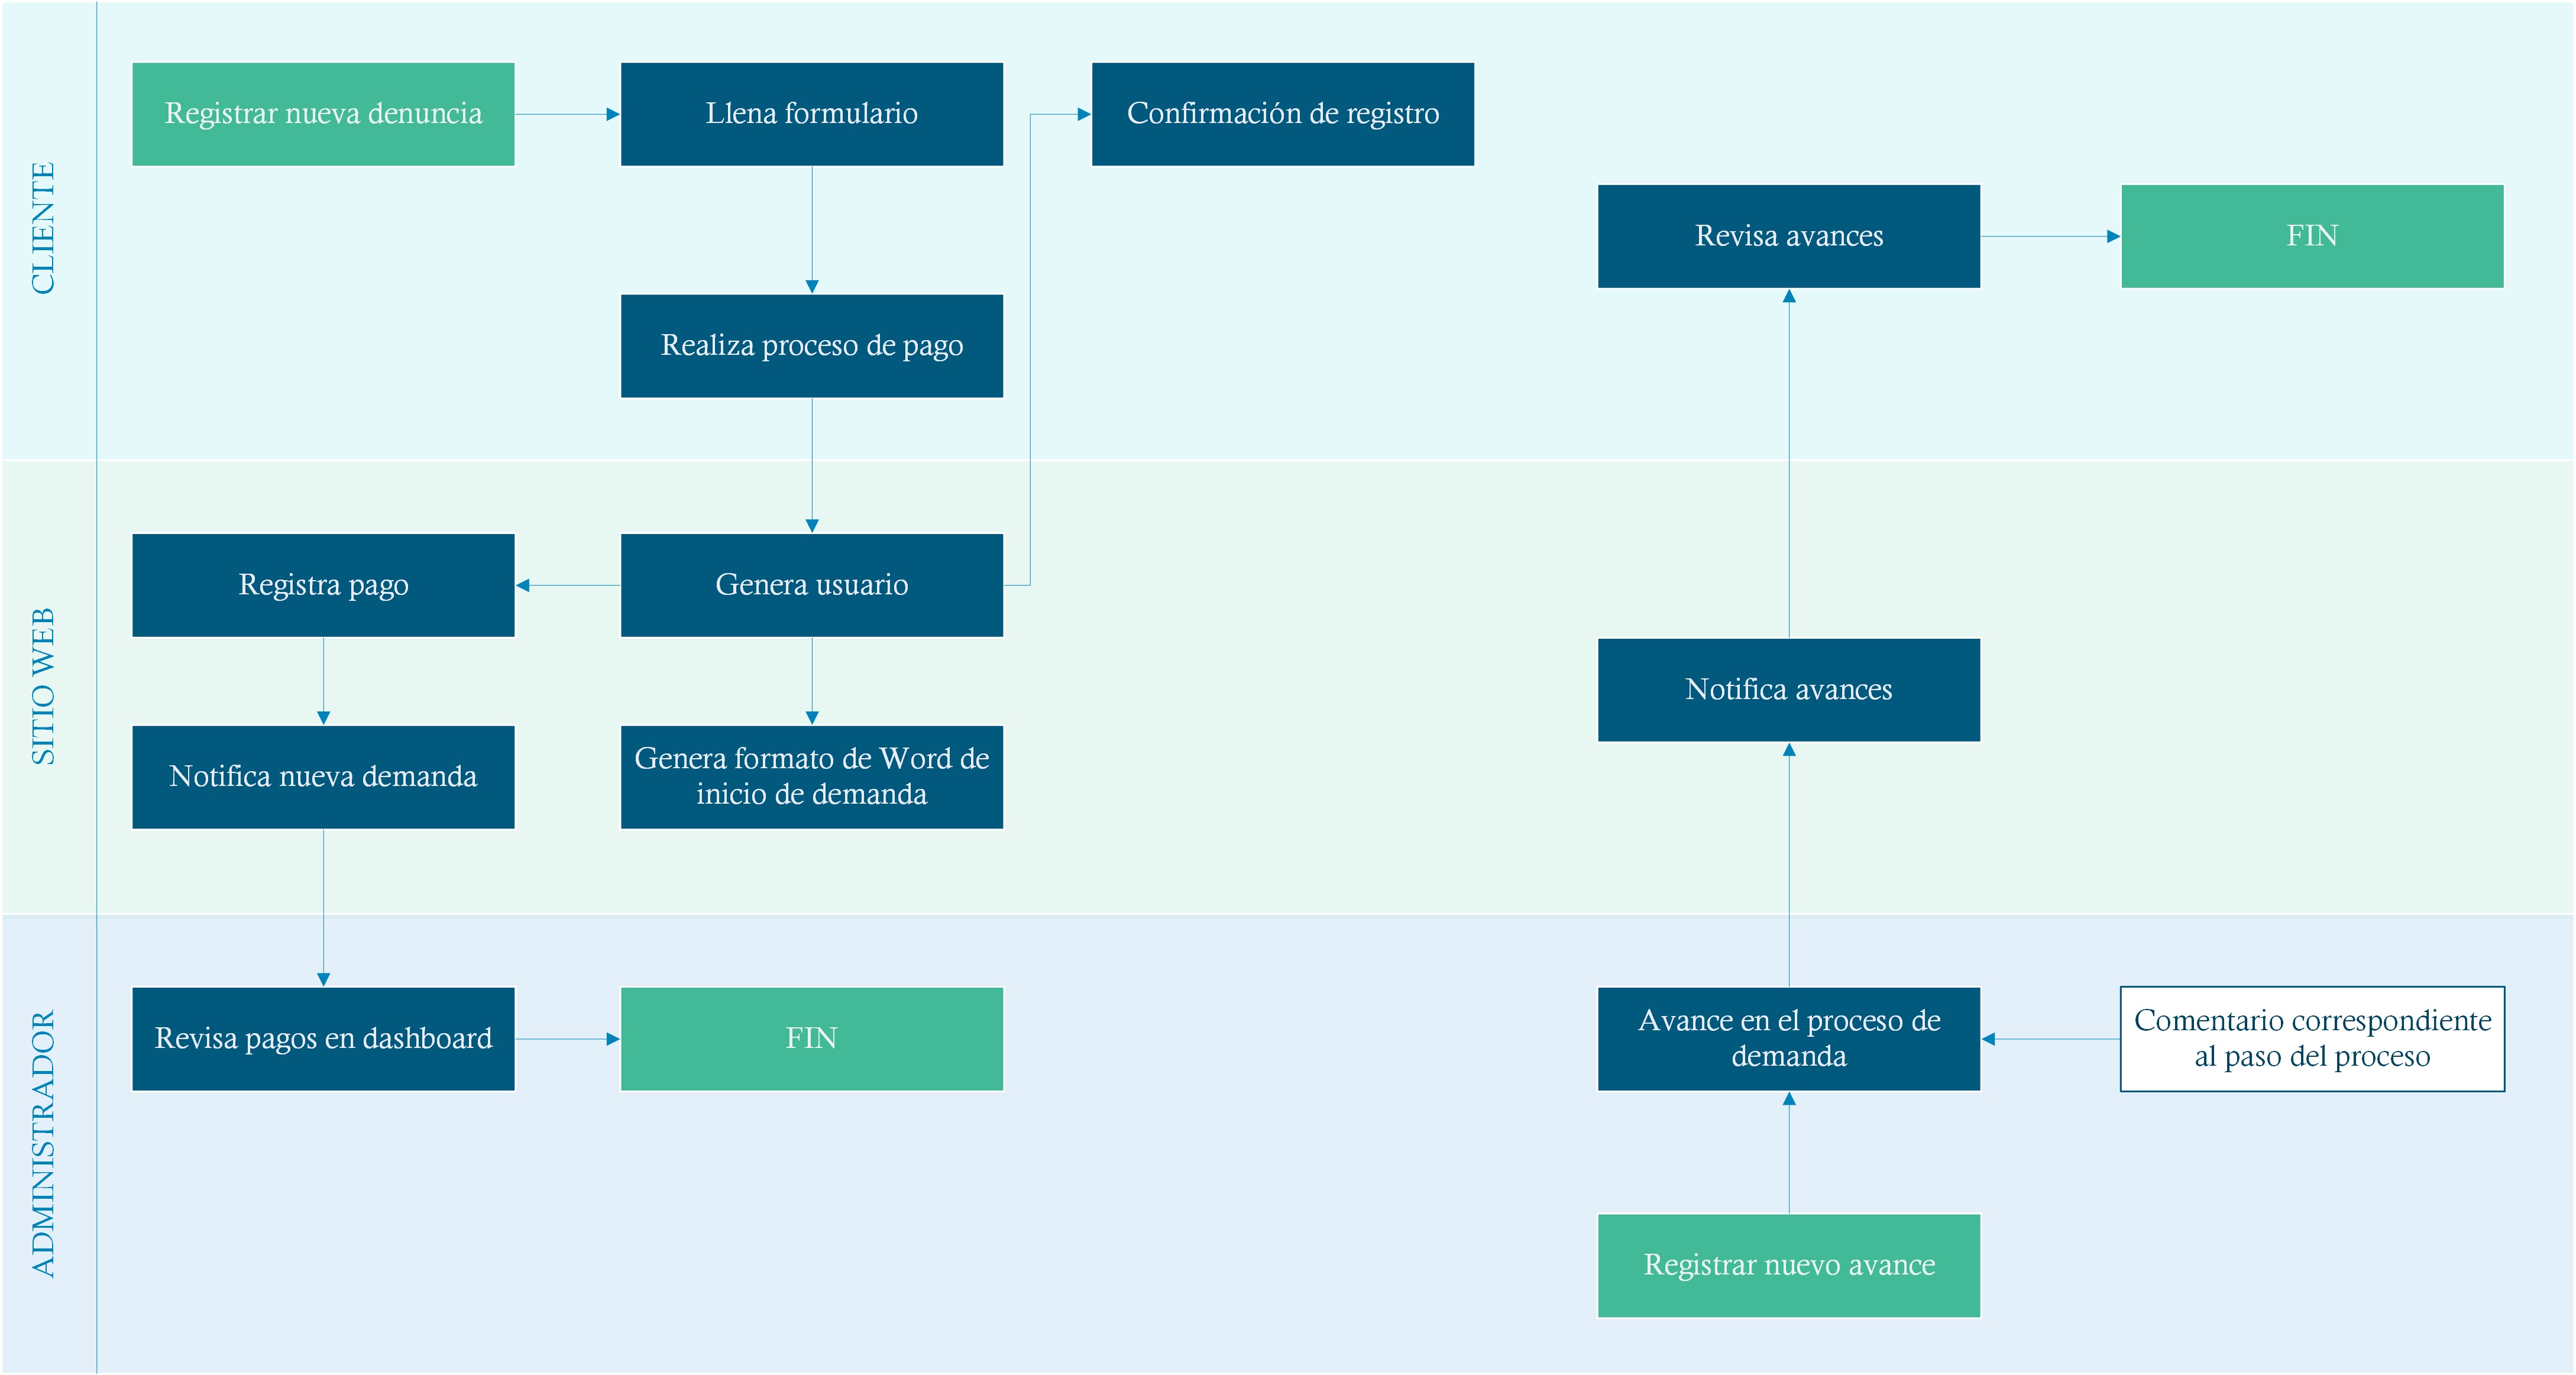 CLIENTE
Registrar nueva denuncia
Llena formulario
Confirmación de registro
Revisa avances
FIN
Realiza proceso de pago
SITIO WEB
Registra pago
Genera usuario
Notifica avances
Notifica nueva demanda
Genera formato de Word de
inicio de demanda
ADMINISTRADOR
Revisa pagos en dashboard
FIN
Avance en el proceso de
demanda
Comentario correspondiente
al paso del proceso
Registrar nuevo avance